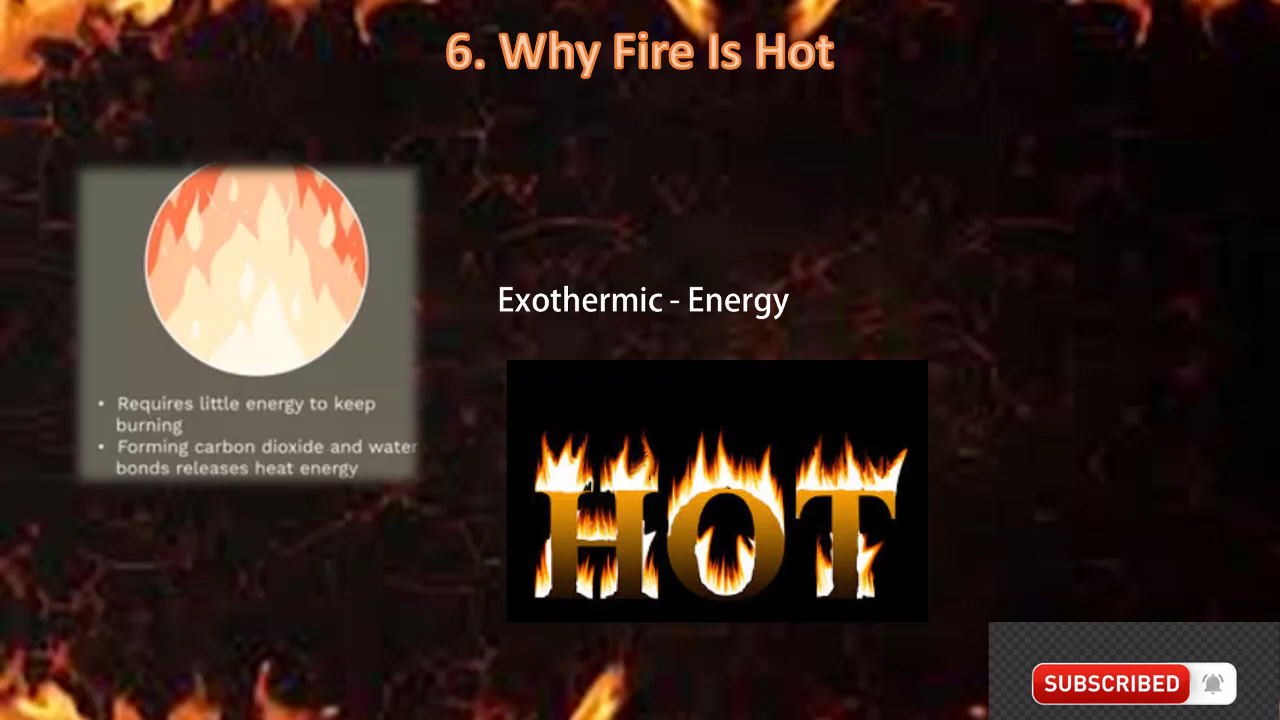 6. Why Fire Is Hot
• Requires little energy to keep
burning
• Forming carbon dioxide and water
bonds releases heat energy
Exothermic - Energy
HOT
SUBSCRIBED